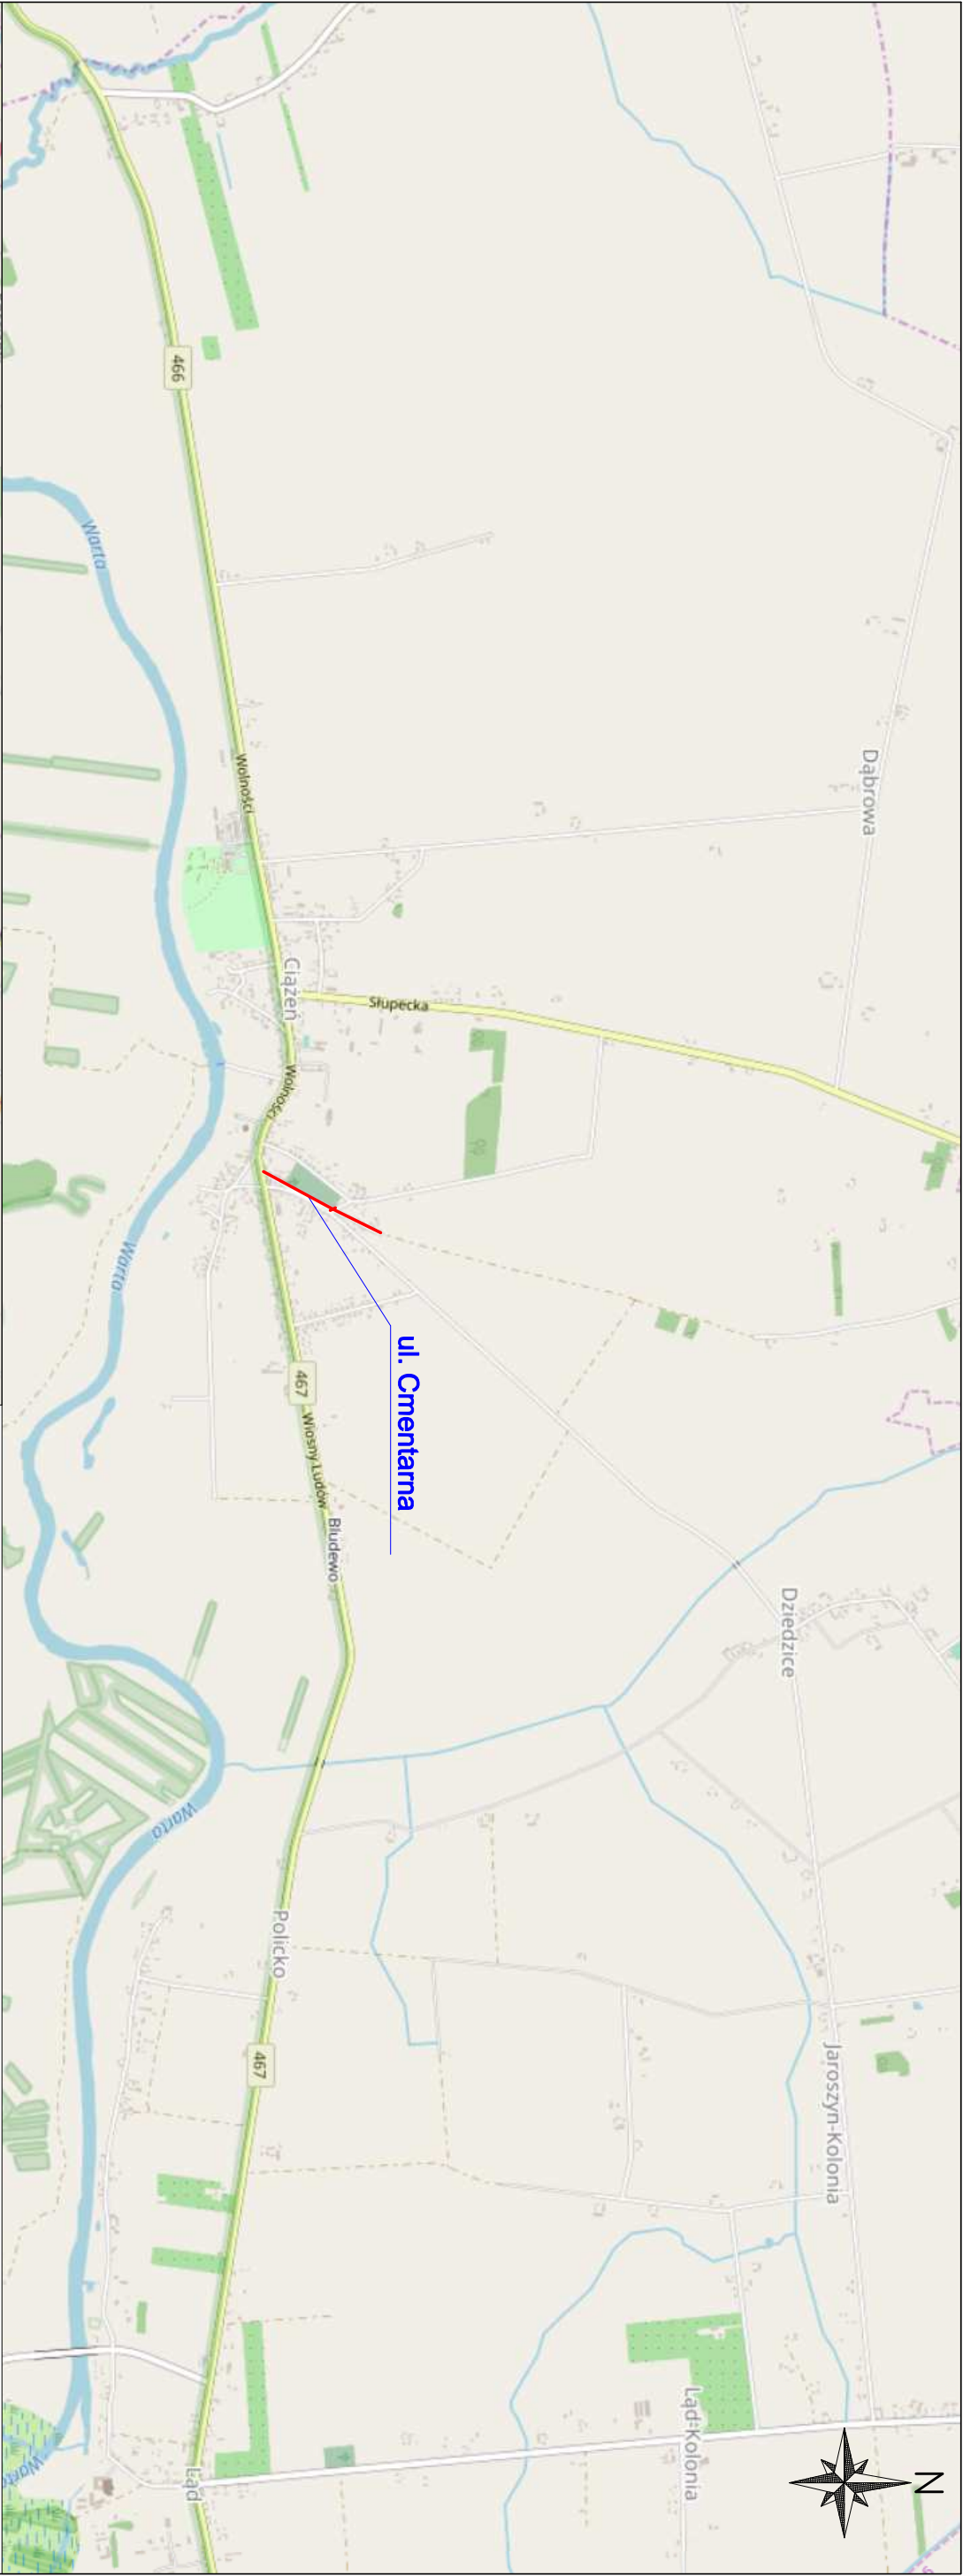 N
Dąbrowa
Dziedzice
Jaroszyn-Kolonia
Ląd-Kolonia
Słupecka
ul. Cmentarna
466
Wolności
Ciążeń
Wolności
467
Wiosny Ludów
Błudewo
Policko
467
Ląd
Warta
Warta
Warta
Warta